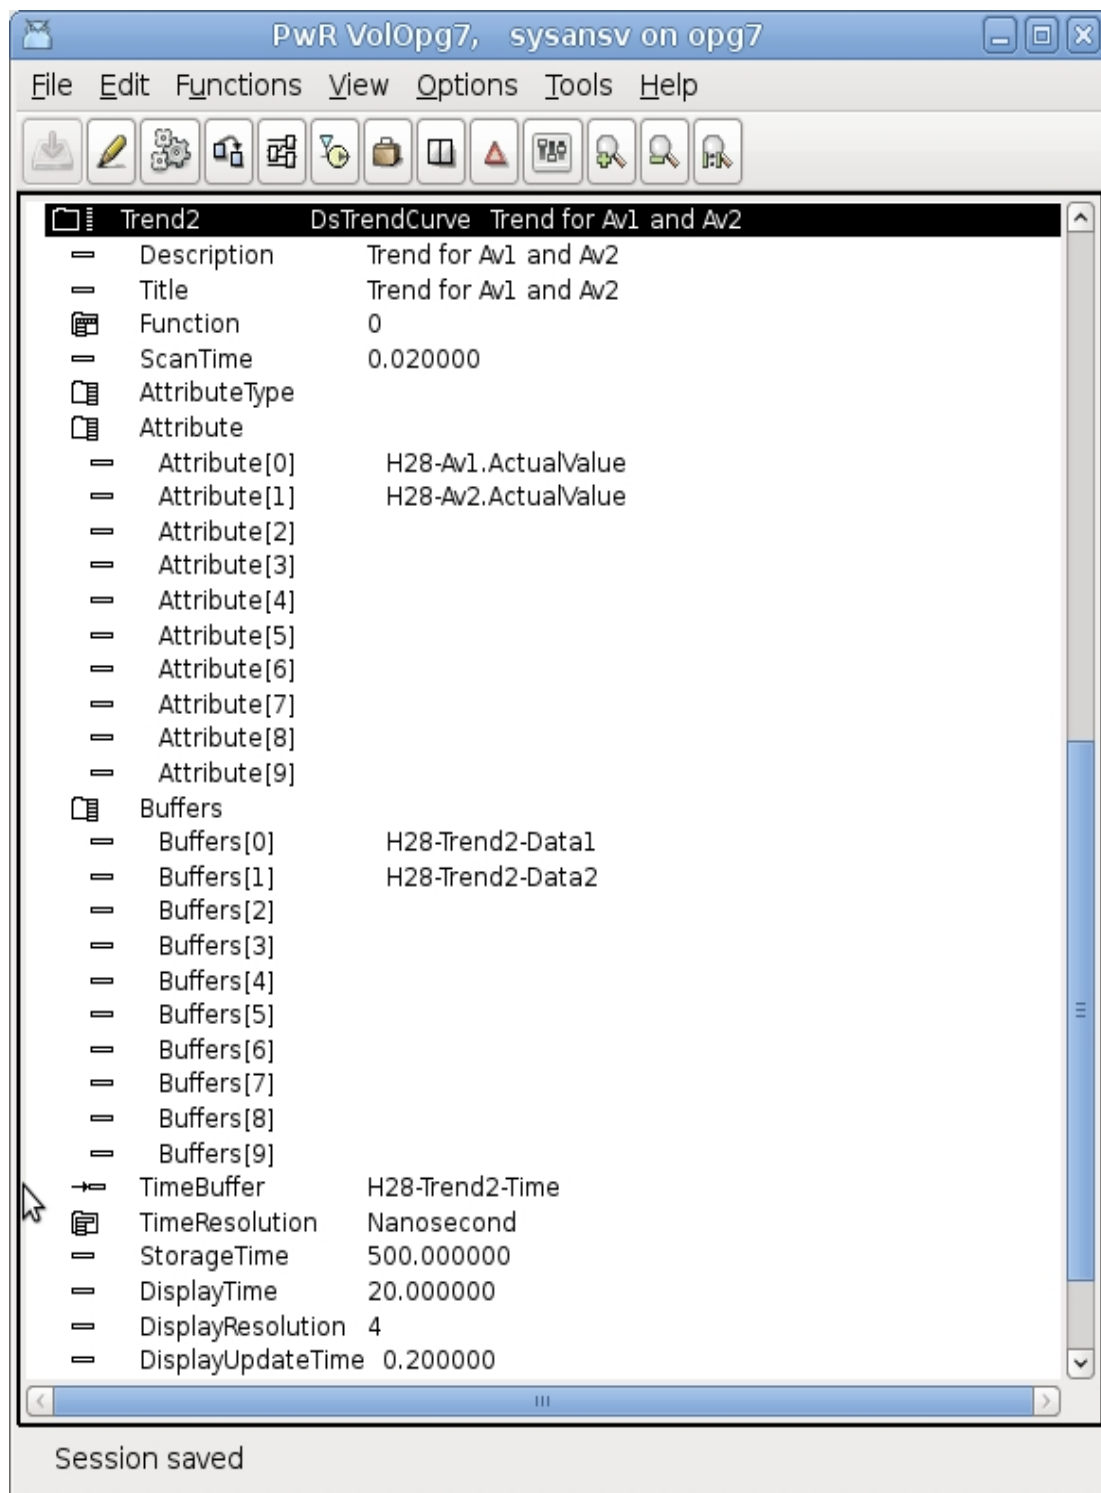 PwR VolOpg7, sysansv on opg7
File Edit Functions View Options Tools Help
Trend2 DsTrendCurve Trend for Av1 and Av2
Description Trend for Av1 and Av2
Title Trend for Av1 and Av2
Function 0
ScanTime 0.020000
AttributeType
Attribute
Attribute[0] H28-Av1.ActualValue
Attribute[1] H28-Av2.ActualValue
Attribute[2]
Attribute[3]
Attribute[4]
Attribute[5]
Attribute[6]
Attribute[7]
Attribute[8]
Attribute[9]
Buffers
Buffers[0] H28-Trend2-Data1
Buffers[1] H28-Trend2-Data2
Buffers[2]
Buffers[3]
Buffers[4]
Buffers[5]
Buffers[6]
Buffers[7]
Buffers[8]
Buffers[9]
TimeBuffer H28-Trend2-Time
TimeResolution Nanosecond
StorageTime 500.000000
DisplayTime 20.000000
DisplayResolution 4
DisplayUpdateTime 0.200000
Session saved